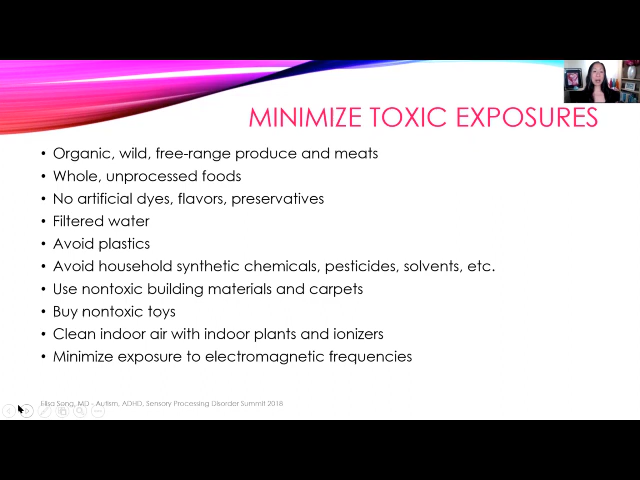 MINIMIZE TOXIC EXPOSURES
• Organic, wild, free-range produce and meats
• Whole, unprocessed foods
• No artificial dyes, flavors, preservatives
• Filtered water
• Avoid plastics
• Avoid household synthetic chemicals, pesticides, solvents, etc.
• Use nontoxic building materials and carpets
• Buy nontoxic toys
• Clean indoor air with indoor plants and ionizers
• Minimize exposure to electromagnetic frequencies
Elisa Song, MD - Autism, ADHD, Sensory Processing Disorder Summit 2018